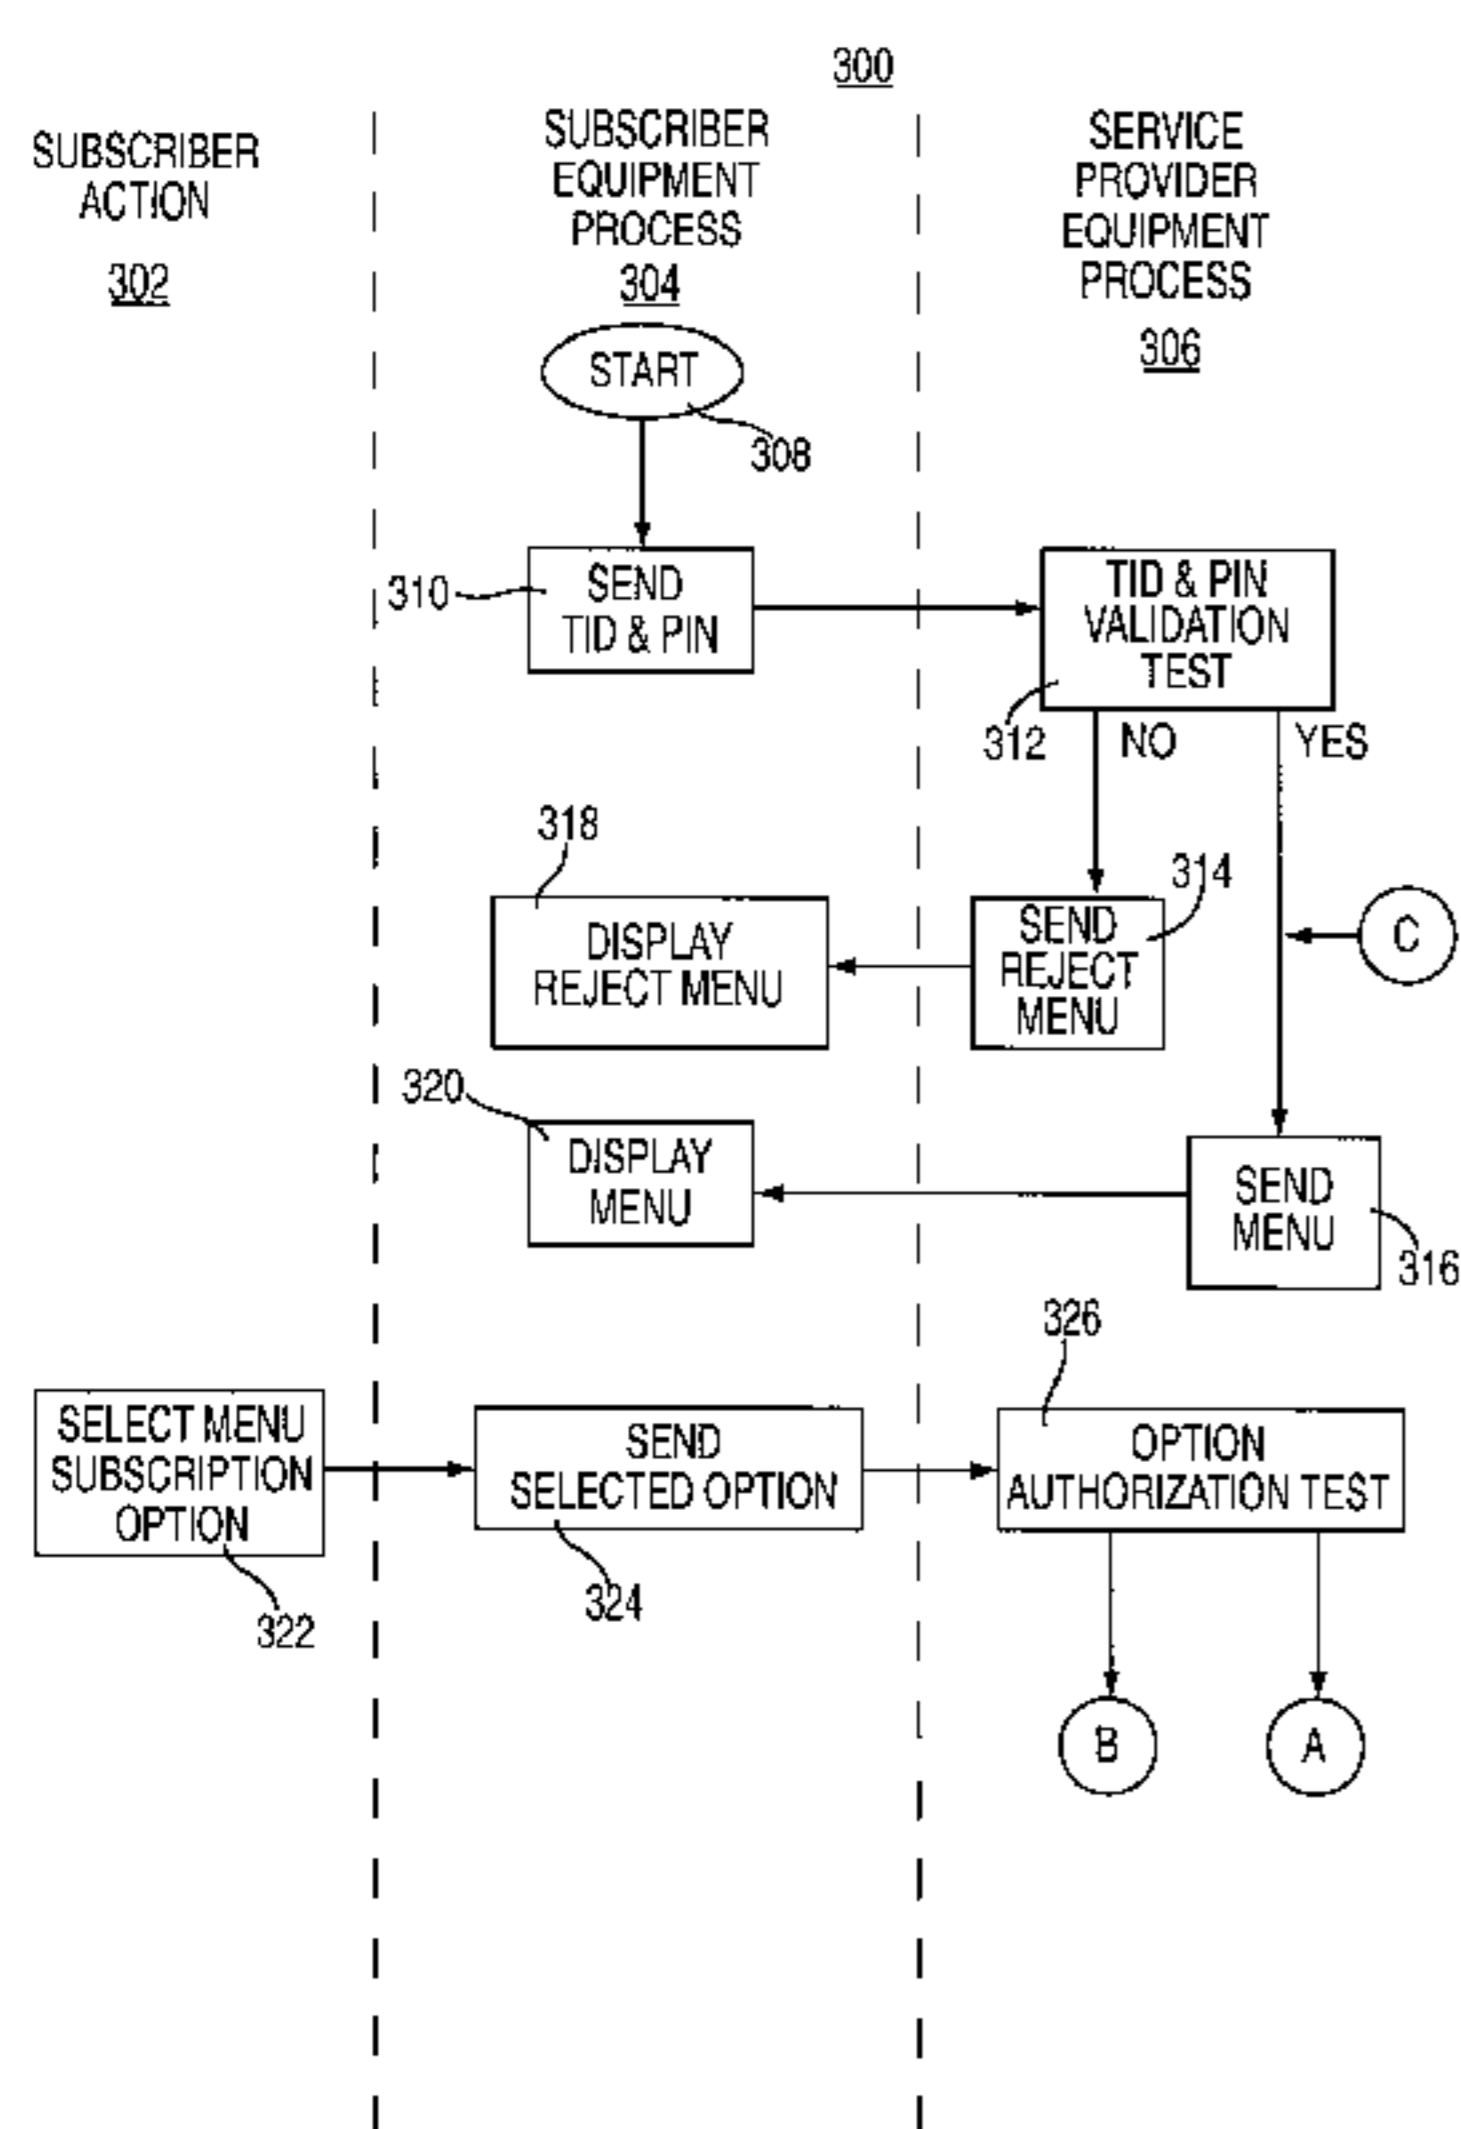 300
SUBSCRIBER
ACTION
302
SUBSCRIBER
EQUIPMENT
PROCESS
304
SERVICE
PROVIDER
EQUIPMENT
PROCESS
306
START
308
310
SEND
TID & PIN
TID & PIN
VALIDATION
TEST
312
NO
YES
318
DISPLAY
REJECT MENU
314
SEND
REJECT
MENU
C
320
DISPLAY
MENU
SEND
MENU
316
326
SELECT MENU
SUBSCRIPTION
OPTION
322
SEND
SELECTED OPTION
324
OPTION
AUTHORIZATION TEST
B
A